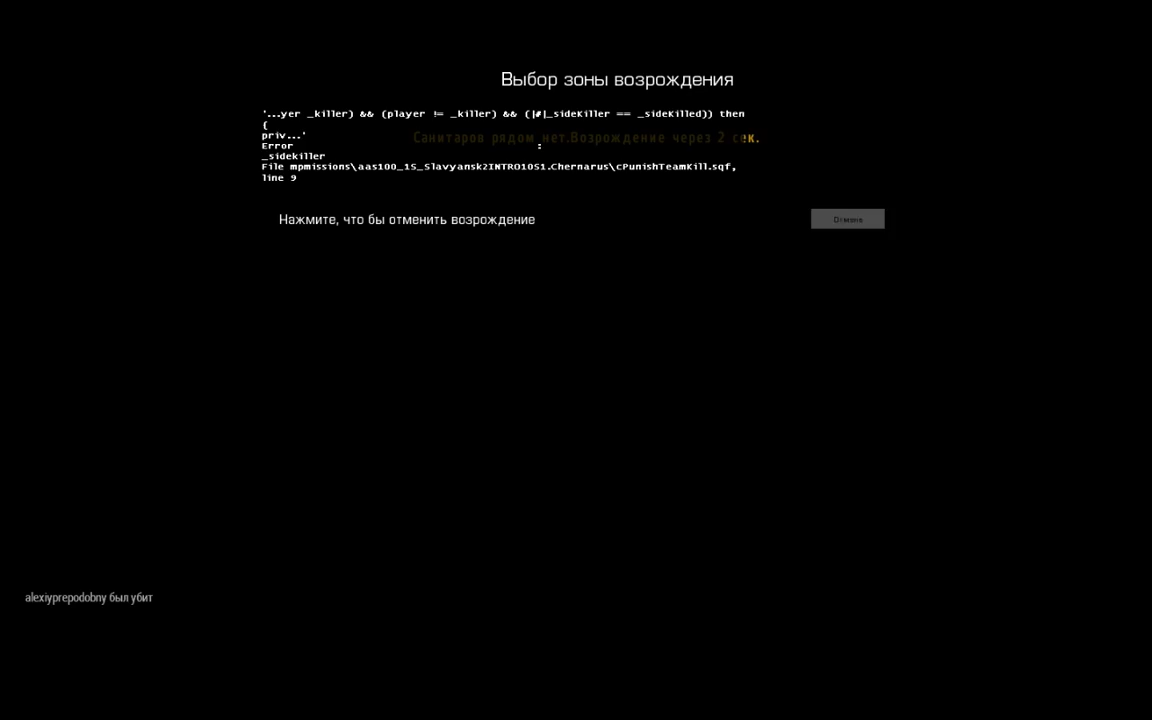 Выбор зоны возрождения
'...yer _killer) && (player != _killer) && (|#|_sideKiller == _sideKilled)) then
{
priv...'
Санитаров рядом нет.Возрождение через 2 сек.
Error :
_sidekiller
File mpmissions\aas100_1S_Slavyansk2INTRO10S1.Chernarus\cPunishTeamKill.sqf,
line 9
Нажмите, что бы отменить возрождение
Отмена
alexiyprepodobny был убит